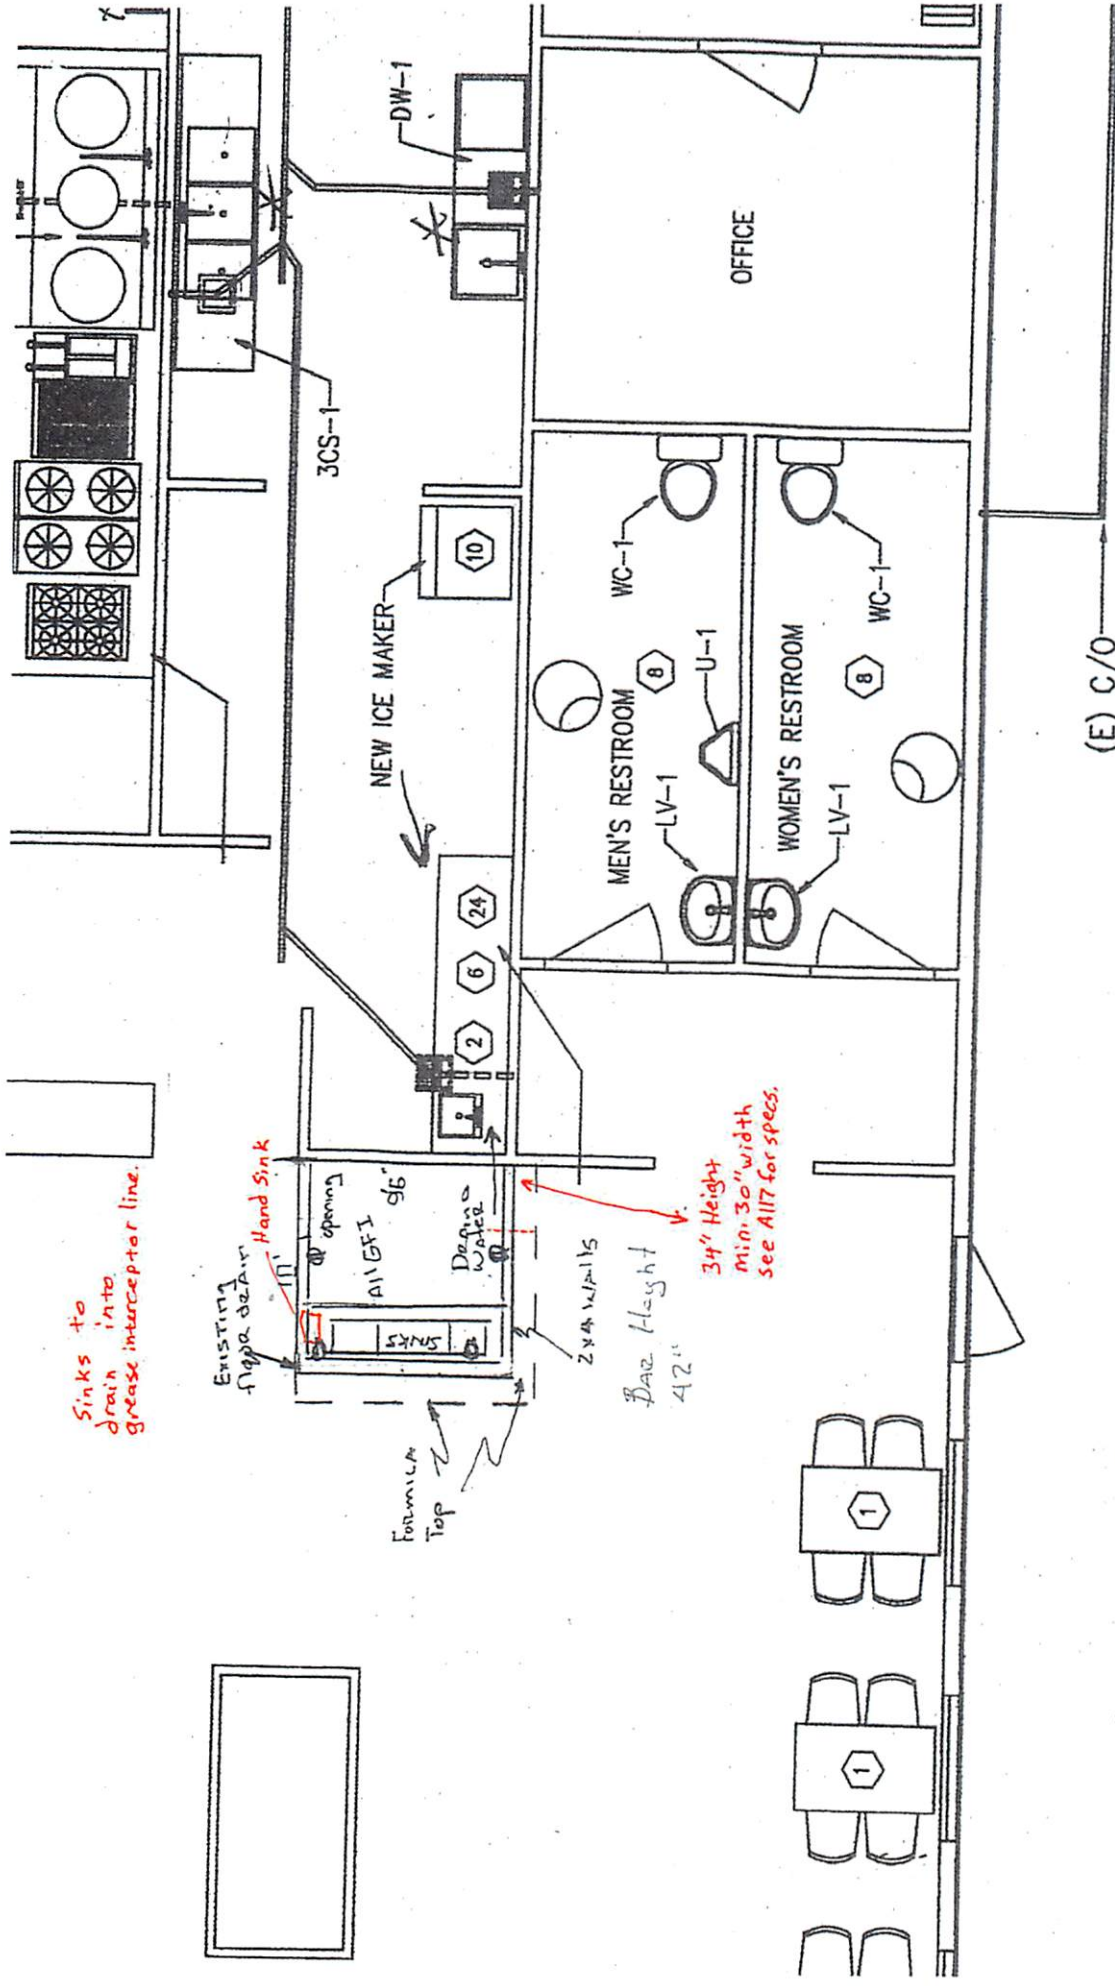 Sinks to
drain into
grease interceptor line.
Existing
floor drain
Hand Sink
opening
All GFI
Drain
Water
Formica
Top
2x4 walls
Bar Height
42"
34" Height
Min. 30" width
see A117 for specs.
3CS-1
DW-1
NEW ICE MAKER
10
2
6
24
OFFICE
MEN'S RESTROOM
8
WC-1
U-1
LV-1
WOMEN'S RESTROOM
8
WC-1
LV-1
1
1
(E) C/O